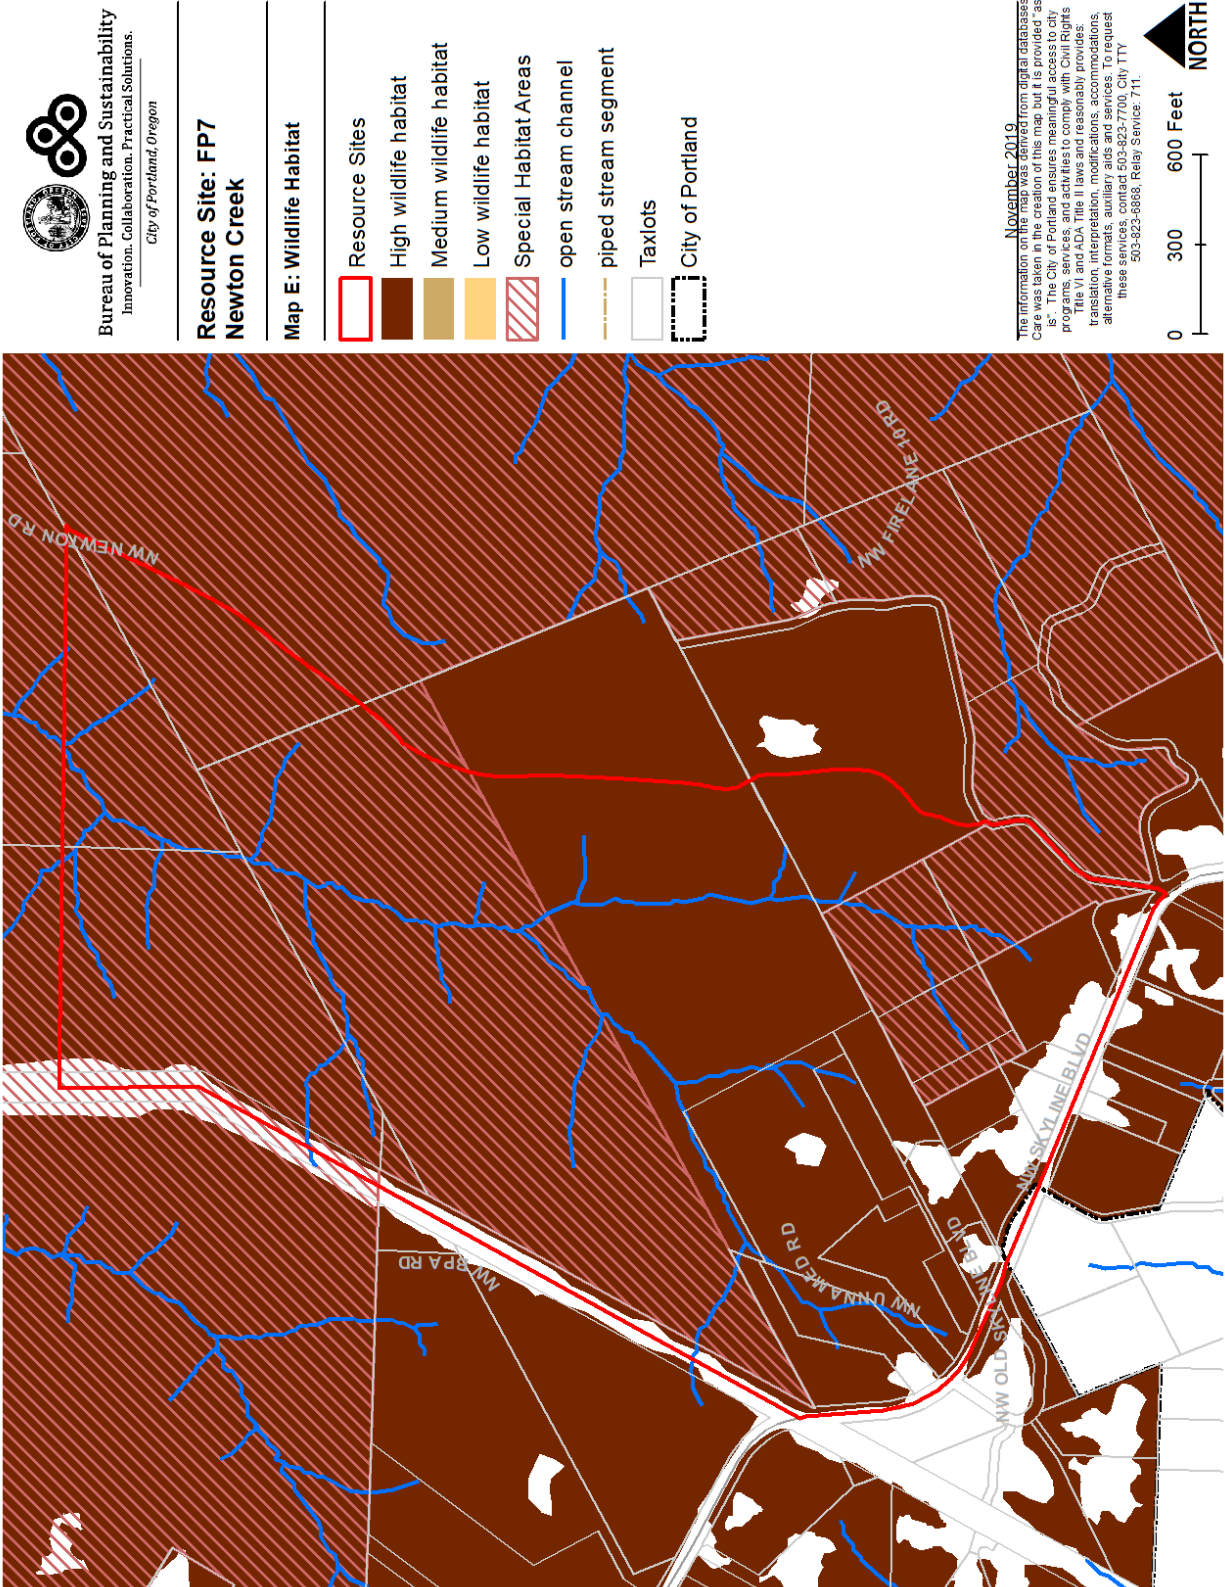 Bureau of Planning and Sustainability
Innovation. Collaboration. Practical Solutions.
City of Portland, Oregon
Resource Site: FP7
Newton Creek
Map E: Wildlife Habitat
Resource Sites
High wildlife habitat
Medium wildlife habitat
Low wildlife habitat
Special Habitat Areas
open stream channel
piped stream segment
Taxlots
City of Portland
November 2019
The information on the map was derived from digital databases
Care was taken in the creation of this map but it is provided "as
is". The City of Portland ensures meaningful access to city
programs, services, and activities to comply with Civil Rights
Title VI and ADA Title II laws and reasonably provides:
translation, interpretation, modifications, accommodations,
alternative formats, auxiliary aids and services. To request
these services, contact 503-823-7700, City TTY
503-823-6868, Relay Service: 711.
0 300 600 Feet
NORTH
NW NEWTON RD
NW FIRELANE 10 RD
NW BPA RD
NW UNNAMED RD
NW SKYLINE BLVD
NW OLD SKYLINE BLVD